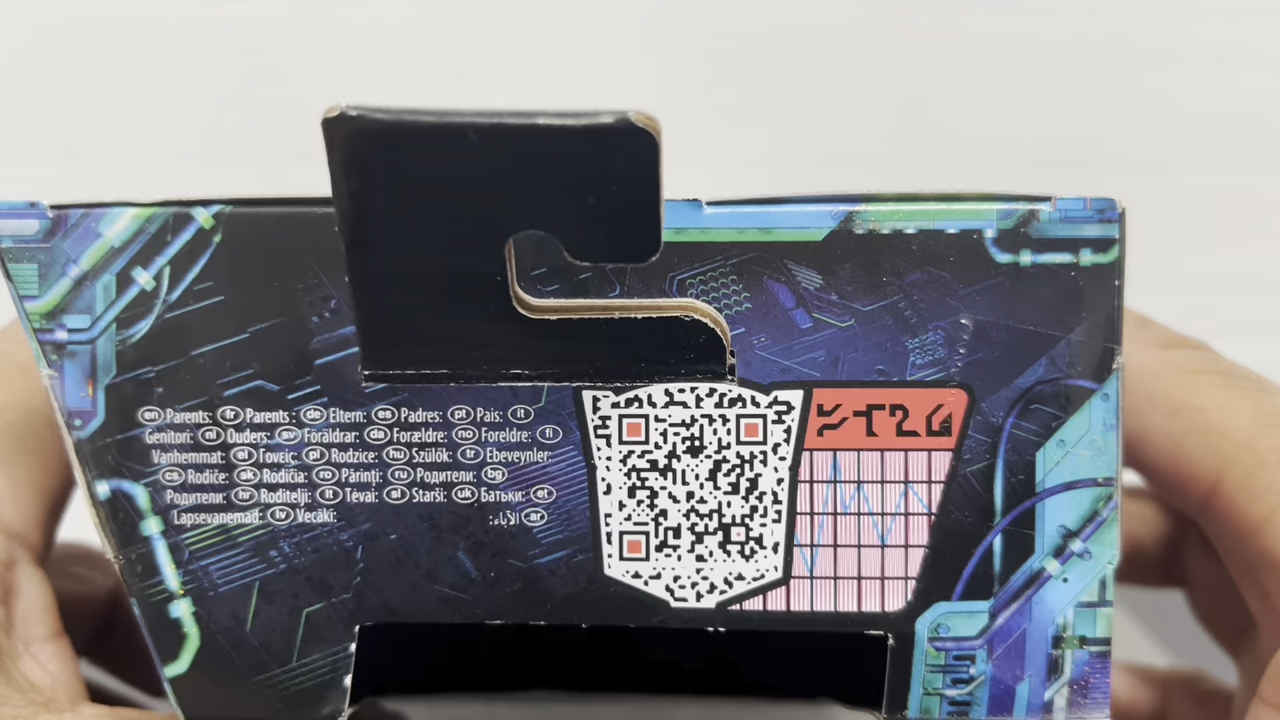 en Parents: fr Parents : de Eltern: es Padres: pt Pais: it
Genitori: nl Ouders: sv Föräldrar: da Forældre: no Foreldre: fi
Vanhemmat: el Γονείς: pl Rodzice: hu Szülők: tr Ebeveynler:
cs Rodiče: sk Rodičia: ro Părinți: ru Родители: bg
Родители: hr Roditelji: lt Tėvai: sl Starši: uk Батьки: et
Lapsevanemad: lv Vecāki: ar الآباء: